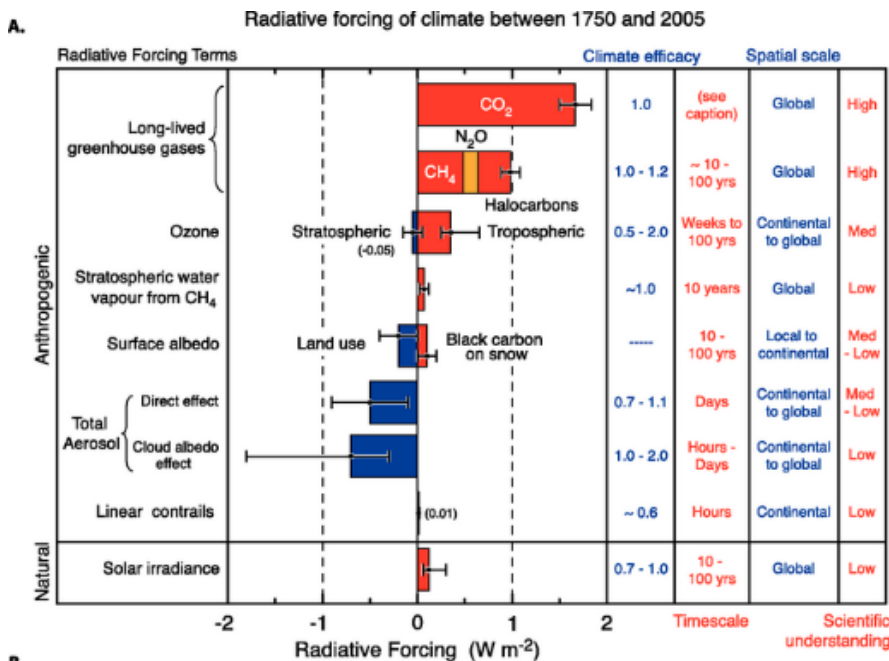 A.
Radiative forcing of climate between 1750 and 2005
Radiative Forcing Terms
Climate efficacy
Spatial scale
Anthropogenic
Long-lived
greenhouse gases
CO2
1.0
(see
caption)
Global
High
N2O
CH4
Halocarbons
1.0 - 1.2
~ 10 -
100 yrs
Global
High
Ozone
Stratospheric
(-0.05)
Tropospheric
0.5 - 2.0
Weeks to
100 yrs
Continental
to global
Med
Stratospheric water
vapour from CH4
~1.0
10 years
Global
Low
Surface albedo
Land use
Black carbon
on snow
-----
10 -
100 yrs
Local to
continental
Med
- Low
Total
Aerosol
Direct effect
0.7 - 1.1
Days
Continental
to global
Med
- Low
Cloud albedo
effect
1.0 - 2.0
Hours -
Days
Continental
to global
Low
Linear contrails
(0.01)
~ 0.6
Hours
Continental
Low
Natural
Solar irradiance
0.7 - 1.0
10 -
100 yrs
Global
Low
-2 -1 0 1 2
Radiative Forcing (W m-2)
Timescale
Scientific
understanding